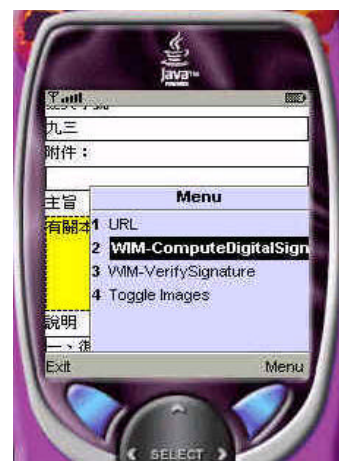 Java
九三
附件：
主旨
Menu
有關本
1 URL
2 WIM-ComputeDigitalSign
3 WIM-VerifySignature
4 Toggle Images
說明
一、復
Exit
Menu
SELECT